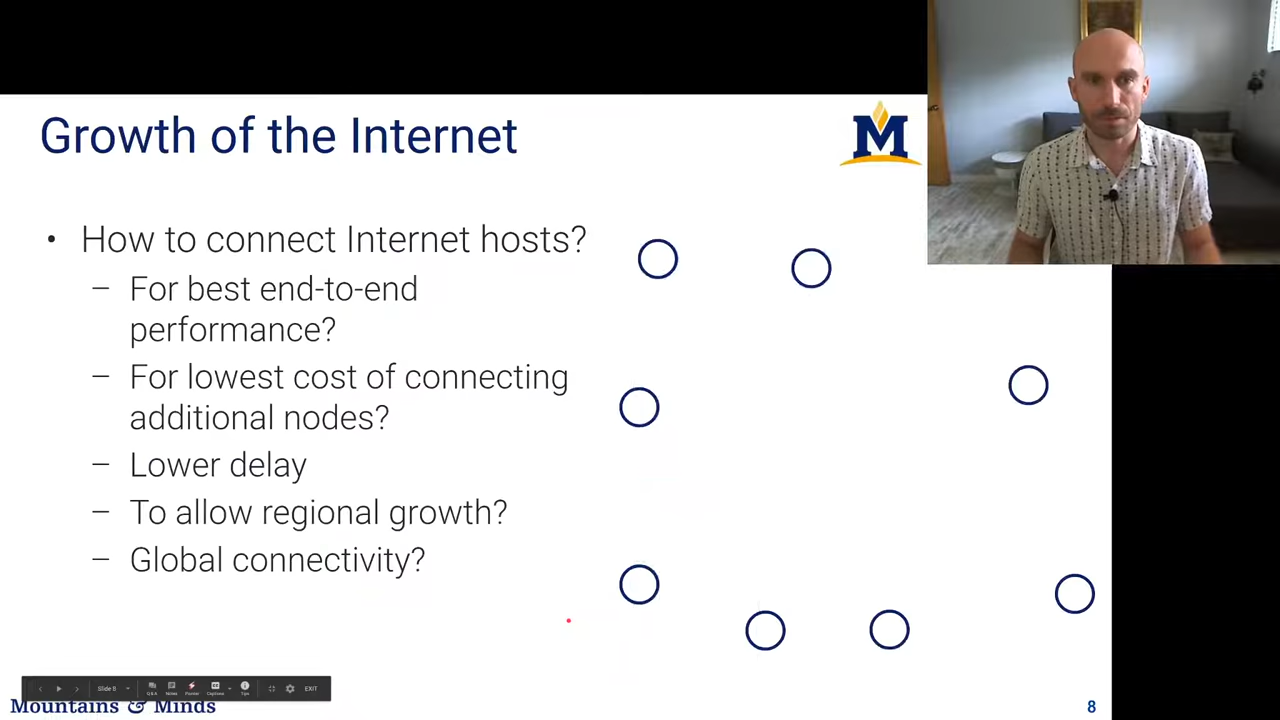 Growth of the Internet
M
• How to connect Internet hosts?
– For best end-to-end
performance?
– For lowest cost of connecting
additional nodes?
– Lower delay
– To allow regional growth?
– Global connectivity?
Slide 8
Q&A Notes Pointer Captions Tips
EXIT
Mountains & Minds
8